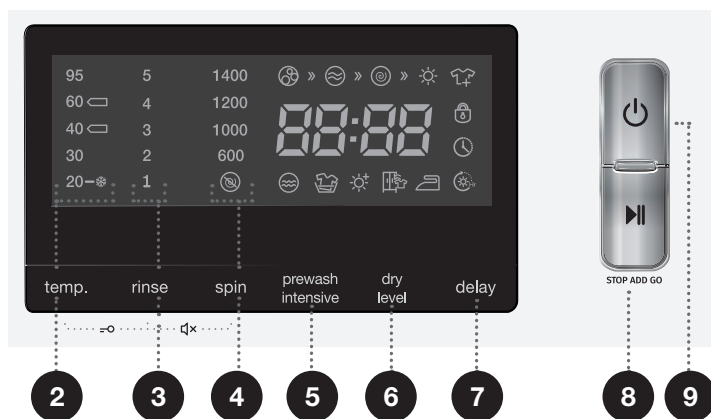 95 5 1400
60 4 1200
40 3 1000
30 2 600
20 1
88:88
temp. rinse spin prewash intensive dry level delay
STOP ADD GO
2 3 4 5 6 7 8 9